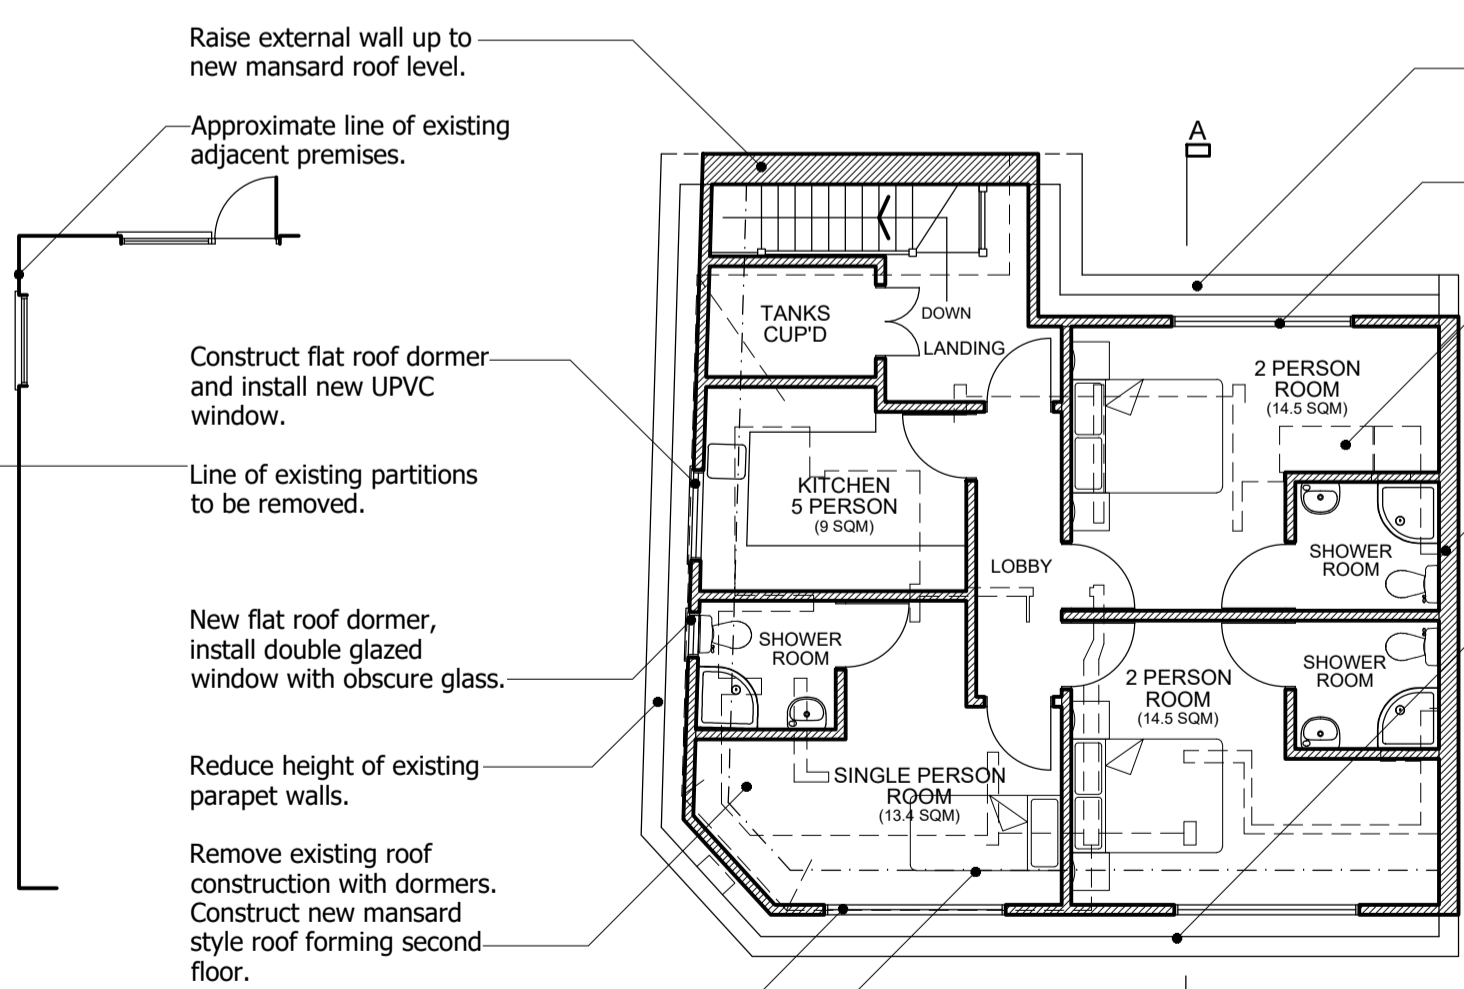 Raise external wall up to
new mansard roof level.
Approximate line of existing
adjacent premises.
Construct flat roof dormer
and install new UPVC
window.
Line of existing partitions
to be removed.
New flat roof dormer,
install double glazed
window with obscure glass.
Reduce height of existing
parapet walls.
Remove existing roof
construction with dormers.
Construct new mansard
style roof forming second
floor.
A
TANKS
CUP'D
DOWN
LANDING
2 PERSON
ROOM
(14.5 SQM)
KITCHEN
5 PERSON
(9 SQM)
LOBBY
SHOWER
ROOM
SHOWER
ROOM
SHOWER
ROOM
2 PERSON
ROOM
(14.5 SQM)
SINGLE PERSON
ROOM
(13.4 SQM)